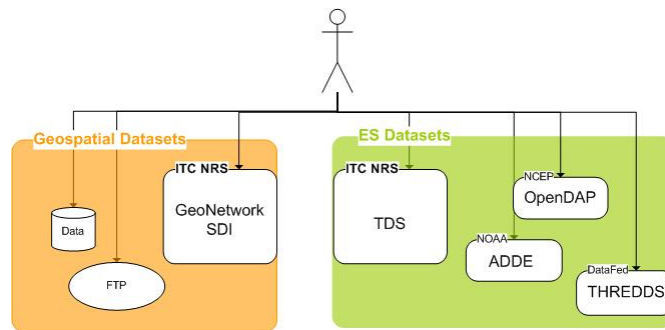 Geospatial Datasets
ES Datasets
ITC NRS
GeoNetwork
SDI
Data
FTP
ITC NRS
TDS
NCEP
OpenDAP
NOAA
ADDE
DataFed
THREDDS